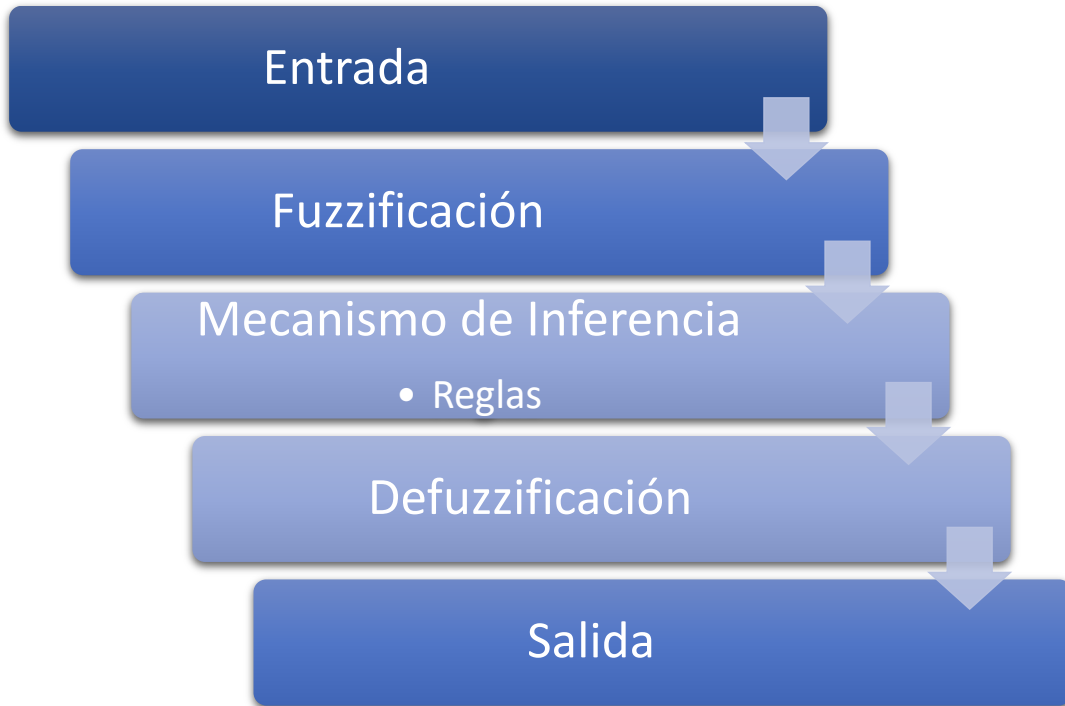 Entrada
Fuzzificación
Mecanismo de Inferencia
• Reglas
Defuzzificación
Salida